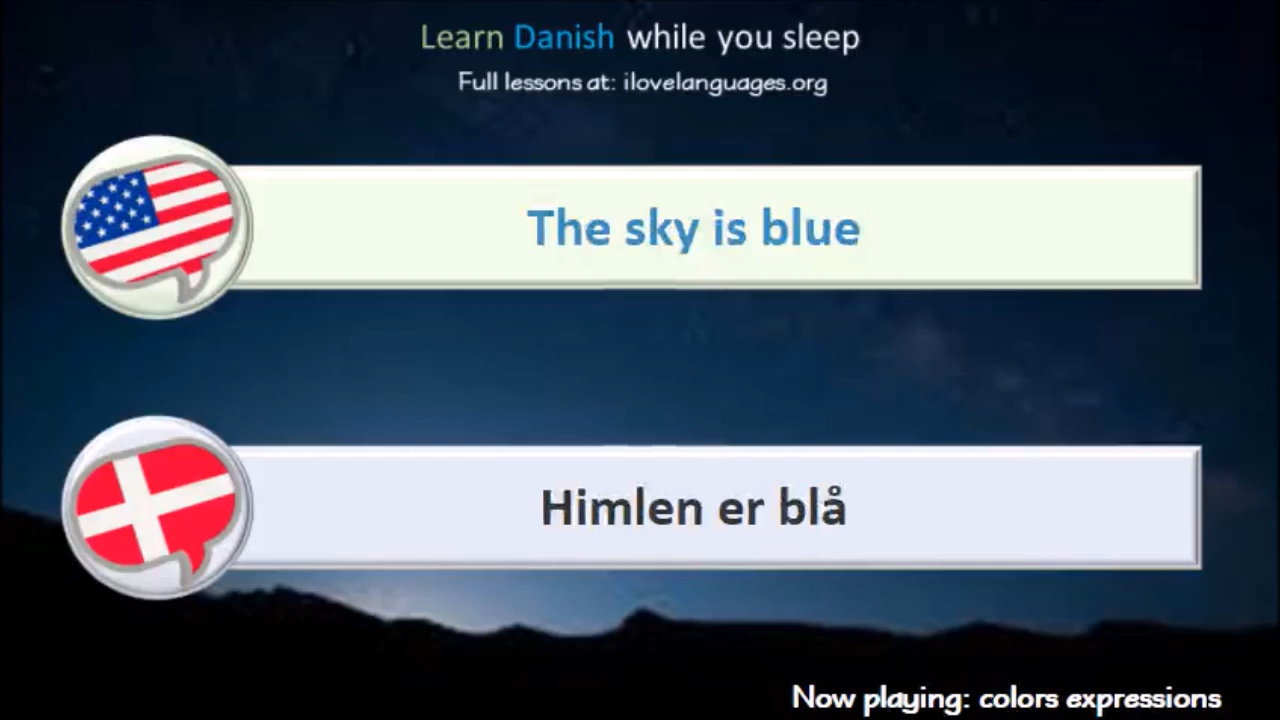 Learn Danish while you sleep
Full lessons at: ilovelanguages.org
The sky is blue
Himlen er blå
Now playing: colors expressions